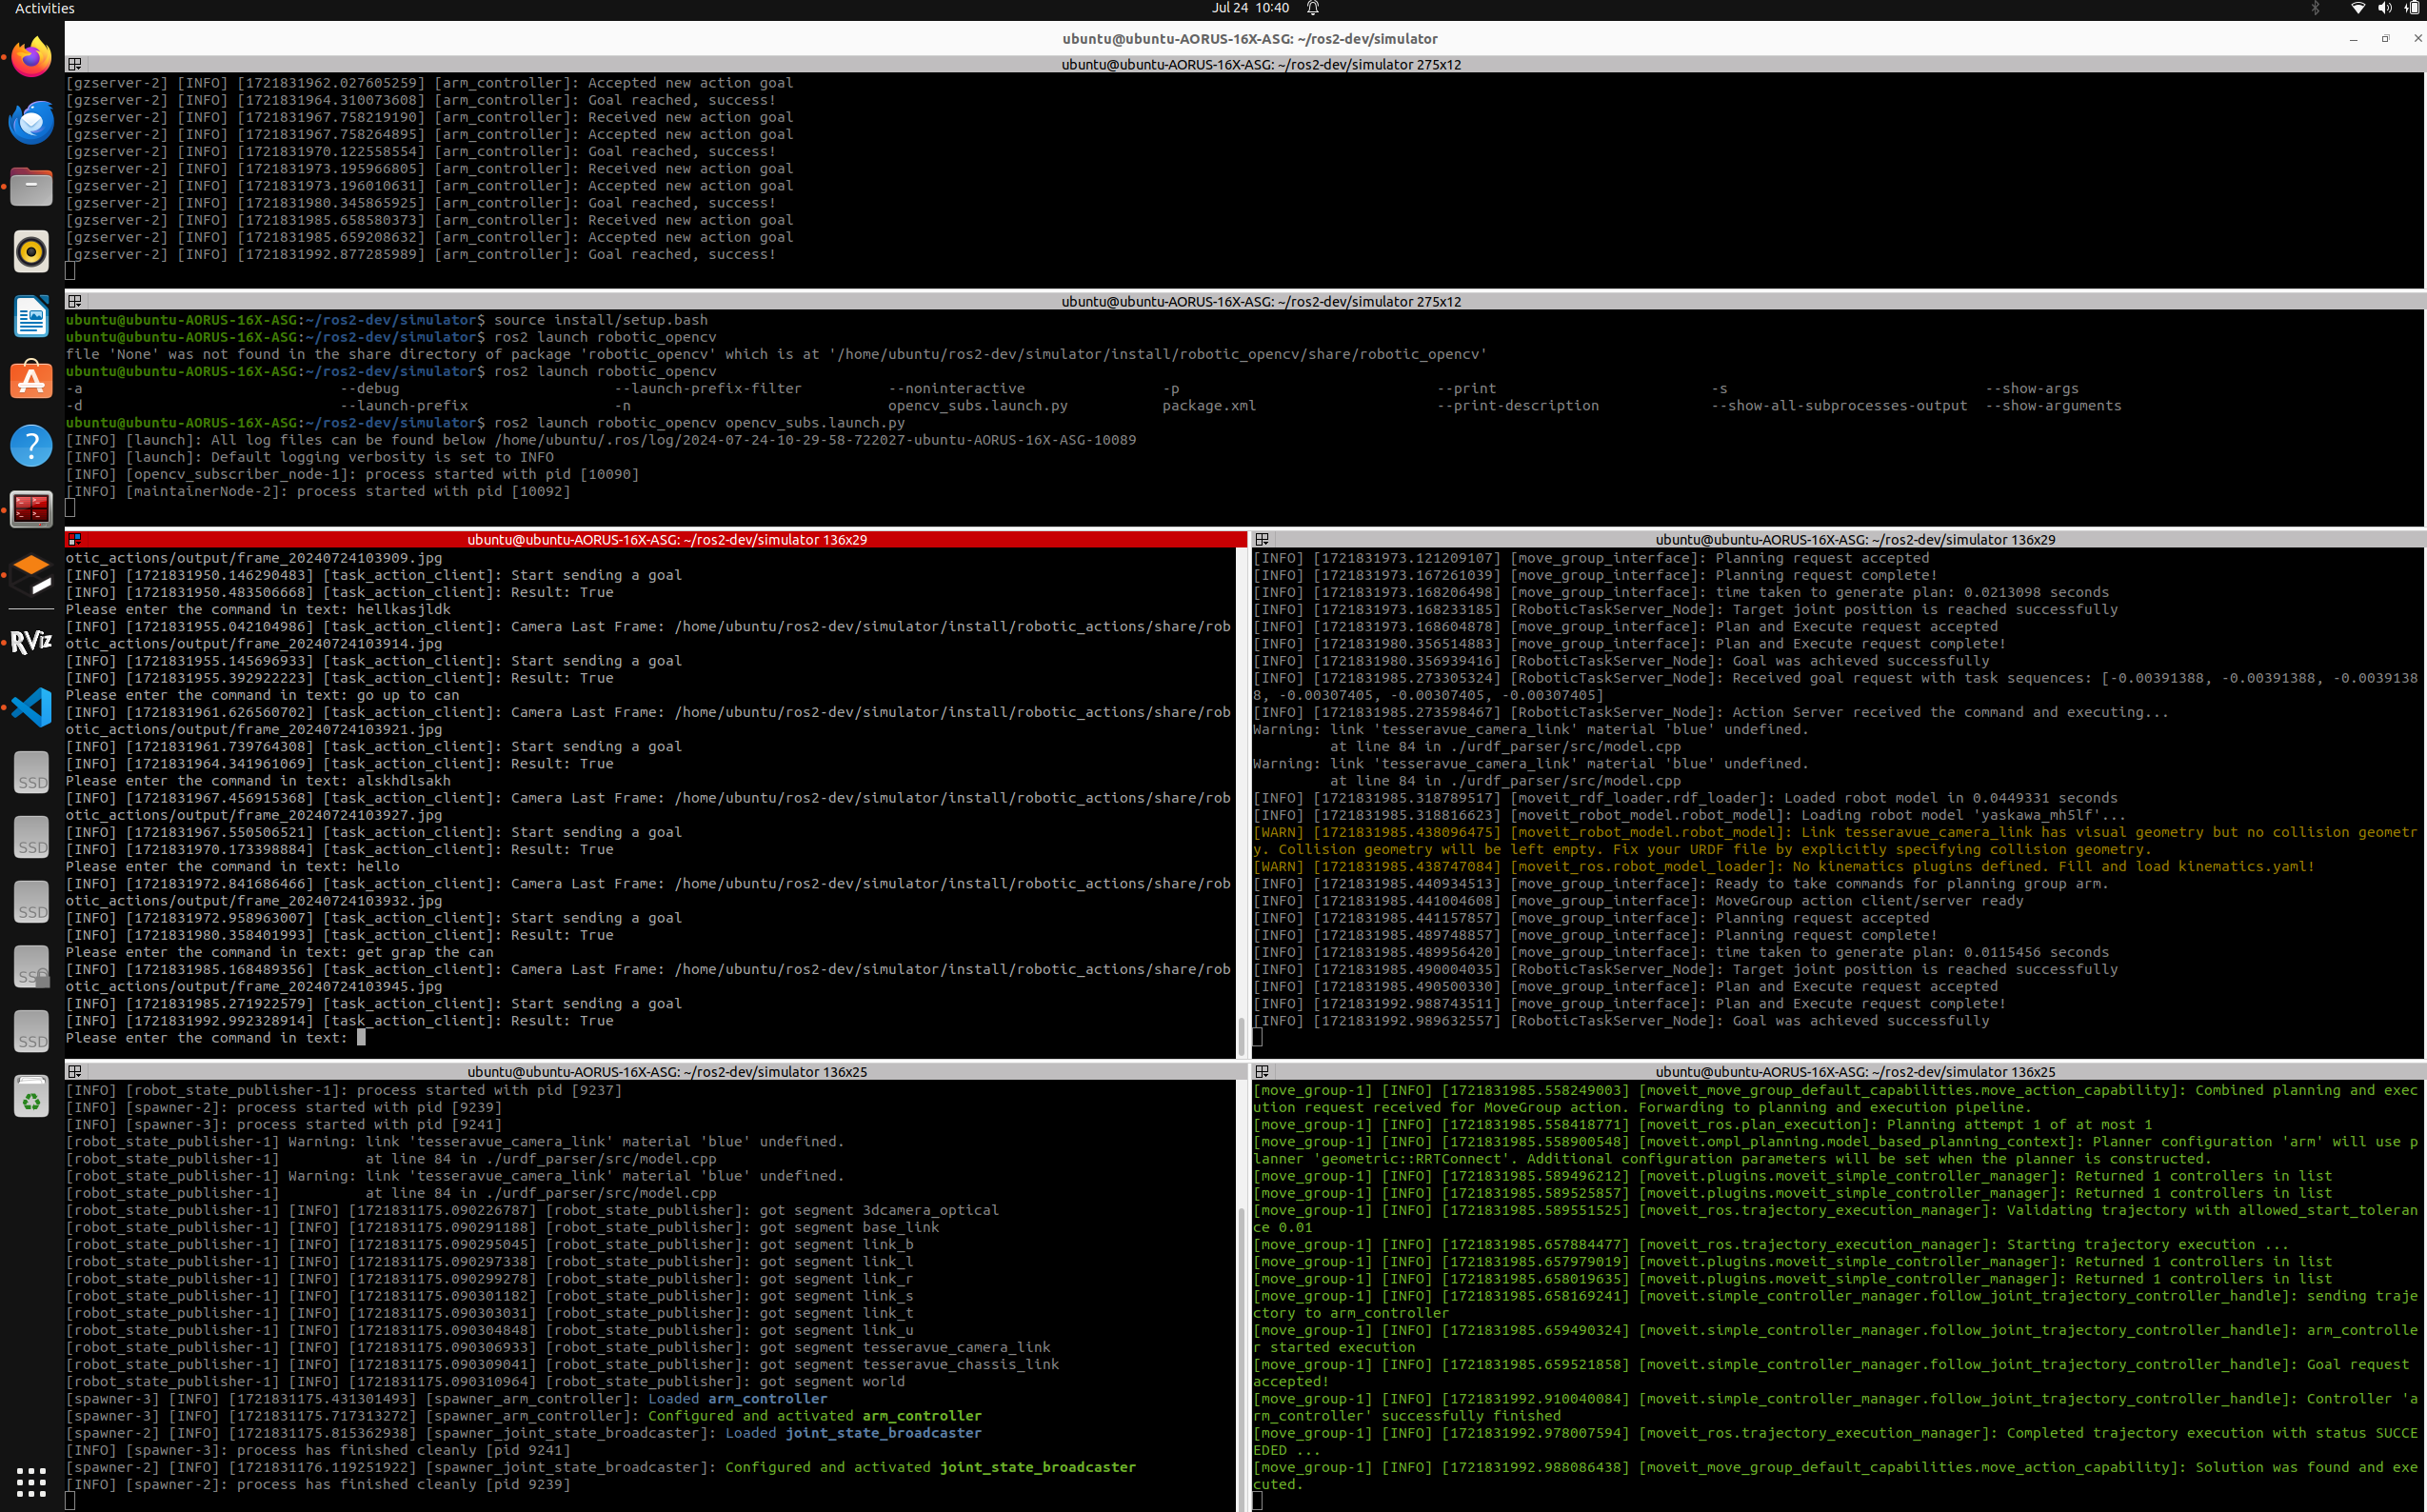 Activities
Jul 24 10:40
ubuntu@ubuntu-AORUS-16X-ASG: ~/ros2-dev/simulator
ubuntu@ubuntu-AORUS-16X-ASG: ~/ros2-dev/simulator 275x12
[gzserver-2] [INFO] [1721831962.027605259] [arm_controller]: Accepted new action goal
[gzserver-2] [INFO] [1721831964.310073608] [arm_controller]: Goal reached, success!
[gzserver-2] [INFO] [1721831967.758219190] [arm_controller]: Received new action goal
[gzserver-2] [INFO] [1721831967.758264895] [arm_controller]: Accepted new action goal
[gzserver-2] [INFO] [1721831970.122558554] [arm_controller]: Goal reached, success!
[gzserver-2] [INFO] [1721831973.195966805] [arm_controller]: Received new action goal
[gzserver-2] [INFO] [1721831973.196010631] [arm_controller]: Accepted new action goal
[gzserver-2] [INFO] [1721831980.345865925] [arm_controller]: Goal reached, success!
[gzserver-2] [INFO] [1721831985.658580373] [arm_controller]: Received new action goal
[gzserver-2] [INFO] [1721831985.659208632] [arm_controller]: Accepted new action goal
[gzserver-2] [INFO] [1721831992.877285989] [arm_controller]: Goal reached, success!
ubuntu@ubuntu-AORUS-16X-ASG: ~/ros2-dev/simulator 275x12
ubuntu@ubuntu-AORUS-16X-ASG:~/ros2-dev/simulator$ source install/setup.bash
ubuntu@ubuntu-AORUS-16X-ASG:~/ros2-dev/simulator$ ros2 launch robotic_opencv
file 'None' was not found in the share directory of package 'robotic_opencv' which is at '/home/ubuntu/ros2-dev/simulator/install/robotic_opencv/share/robotic_opencv'
ubuntu@ubuntu-AORUS-16X-ASG:~/ros2-dev/simulator$ ros2 launch robotic_opencv
-a --debug --launch-prefix-filter --noninteractive -p --print -s --show-args
-d --launch-prefix -n opencv_subs.launch.py package.xml --print-description --show-all-subprocesses-output --show-arguments
ubuntu@ubuntu-AORUS-16X-ASG:~/ros2-dev/simulator$ ros2 launch robotic_opencv opencv_subs.launch.py
[INFO] [launch]: All log files can be found below /home/ubuntu/.ros/log/2024-07-24-10-29-58-722027-ubuntu-AORUS-16X-ASG-10089
[INFO] [launch]: Default logging verbosity is set to INFO
[INFO] [opencv_subscriber_node-1]: process started with pid [10090]
[INFO] [maintainerNode-2]: process started with pid [10092]
ubuntu@ubuntu-AORUS-16X-ASG: ~/ros2-dev/simulator 136x29
otic_actions/output/frame_20240724103909.jpg
[INFO] [1721831950.146290483] [task_action_client]: Start sending a goal
[INFO] [1721831950.483506668] [task_action_client]: Result: True
Please enter the command in text: hellkasjldk
[INFO] [1721831955.042104986] [task_action_client]: Camera Last Frame: /home/ubuntu/ros2-dev/simulator/install/robotic_actions/share/rob
otic_actions/output/frame_20240724103914.jpg
[INFO] [1721831955.145696933] [task_action_client]: Start sending a goal
[INFO] [1721831955.392922223] [task_action_client]: Result: True
Please enter the command in text: go up to can
[INFO] [1721831961.626560702] [task_action_client]: Camera Last Frame: /home/ubuntu/ros2-dev/simulator/install/robotic_actions/share/rob
otic_actions/output/frame_20240724103921.jpg
[INFO] [1721831961.739764308] [task_action_client]: Start sending a goal
[INFO] [1721831964.341961069] [task_action_client]: Result: True
Please enter the command in text: alskhdlsakh
[INFO] [1721831967.456915368] [task_action_client]: Camera Last Frame: /home/ubuntu/ros2-dev/simulator/install/robotic_actions/share/rob
otic_actions/output/frame_20240724103927.jpg
[INFO] [1721831967.550506521] [task_action_client]: Start sending a goal
[INFO] [1721831970.173398884] [task_action_client]: Result: True
Please enter the command in text: hello
[INFO] [1721831972.841686466] [task_action_client]: Camera Last Frame: /home/ubuntu/ros2-dev/simulator/install/robotic_actions/share/rob
otic_actions/output/frame_20240724103932.jpg
[INFO] [1721831972.958963007] [task_action_client]: Start sending a goal
[INFO] [1721831980.358401993] [task_action_client]: Result: True
Please enter the command in text: get grap the can
[INFO] [1721831985.168489356] [task_action_client]: Camera Last Frame: /home/ubuntu/ros2-dev/simulator/install/robotic_actions/share/rob
otic_actions/output/frame_20240724103945.jpg
[INFO] [1721831985.271922579] [task_action_client]: Start sending a goal
[INFO] [1721831992.992328914] [task_action_client]: Result: True
Please enter the command in text:
ubuntu@ubuntu-AORUS-16X-ASG: ~/ros2-dev/simulator 136x29
[INFO] [1721831973.121209107] [move_group_interface]: Planning request accepted
[INFO] [1721831973.167261039] [move_group_interface]: Planning request complete!
[INFO] [1721831973.168206498] [move_group_interface]: time taken to generate plan: 0.0213098 seconds
[INFO] [1721831973.168233185] [RoboticTaskServer_Node]: Target joint position is reached successfully
[INFO] [1721831973.168604878] [move_group_interface]: Plan and Execute request accepted
[INFO] [1721831980.356514883] [move_group_interface]: Plan and Execute request complete!
[INFO] [1721831980.356939416] [RoboticTaskServer_Node]: Goal was achieved successfully
[INFO] [1721831985.273305324] [RoboticTaskServer_Node]: Received goal request with task sequences: [-0.00391388, -0.00391388, -0.0039138
8, -0.00307405, -0.00307405, -0.00307405]
[INFO] [1721831985.273598467] [RoboticTaskServer_Node]: Action Server received the command and executing...
Warning: link 'tesseravue_camera_link' material 'blue' undefined.
at line 84 in ./urdf_parser/src/model.cpp
Warning: link 'tesseravue_camera_link' material 'blue' undefined.
at line 84 in ./urdf_parser/src/model.cpp
[INFO] [1721831985.318789517] [moveit_rdf_loader.rdf_loader]: Loaded robot model in 0.0449331 seconds
[INFO] [1721831985.318816623] [moveit_robot_model.robot_model]: Loading robot model 'yaskawa_mh5lf'...
[WARN] [1721831985.438096475] [moveit_robot_model.robot_model]: Link tesseravue_camera_link has visual geometry but no collision geometr
y. Collision geometry will be left empty. Fix your URDF file by explicitly specifying collision geometry.
[WARN] [1721831985.438747084] [moveit_ros.robot_model_loader]: No kinematics plugins defined. Fill and load kinematics.yaml!
[INFO] [1721831985.440934513] [move_group_interface]: Ready to take commands for planning group arm.
[INFO] [1721831985.441004608] [move_group_interface]: MoveGroup action client/server ready
[INFO] [1721831985.441157857] [move_group_interface]: Planning request accepted
[INFO] [1721831985.489748857] [move_group_interface]: Planning request complete!
[INFO] [1721831985.489956420] [move_group_interface]: time taken to generate plan: 0.0115456 seconds
[INFO] [1721831985.490004035] [RoboticTaskServer_Node]: Target joint position is reached successfully
[INFO] [1721831985.490500330] [move_group_interface]: Plan and Execute request accepted
[INFO] [1721831992.988743511] [move_group_interface]: Plan and Execute request complete!
[INFO] [1721831992.989632557] [RoboticTaskServer_Node]: Goal was achieved successfully
ubuntu@ubuntu-AORUS-16X-ASG: ~/ros2-dev/simulator 136x25
[INFO] [robot_state_publisher-1]: process started with pid [9237]
[INFO] [spawner-2]: process started with pid [9239]
[INFO] [spawner-3]: process started with pid [9241]
[robot_state_publisher-1] Warning: link 'tesseravue_camera_link' material 'blue' undefined.
[robot_state_publisher-1] at line 84 in ./urdf_parser/src/model.cpp
[robot_state_publisher-1] Warning: link 'tesseravue_camera_link' material 'blue' undefined.
[robot_state_publisher-1] at line 84 in ./urdf_parser/src/model.cpp
[robot_state_publisher-1] [INFO] [1721831175.090226787] [robot_state_publisher]: got segment 3dcamera_optical
[robot_state_publisher-1] [INFO] [1721831175.090291188] [robot_state_publisher]: got segment base_link
[robot_state_publisher-1] [INFO] [1721831175.090295045] [robot_state_publisher]: got segment link_b
[robot_state_publisher-1] [INFO] [1721831175.090297338] [robot_state_publisher]: got segment link_l
[robot_state_publisher-1] [INFO] [1721831175.090299278] [robot_state_publisher]: got segment link_r
[robot_state_publisher-1] [INFO] [1721831175.090301182] [robot_state_publisher]: got segment link_s
[robot_state_publisher-1] [INFO] [1721831175.090303031] [robot_state_publisher]: got segment link_t
[robot_state_publisher-1] [INFO] [1721831175.090304848] [robot_state_publisher]: got segment link_u
[robot_state_publisher-1] [INFO] [1721831175.090306933] [robot_state_publisher]: got segment tesseravue_camera_link
[robot_state_publisher-1] [INFO] [1721831175.090309041] [robot_state_publisher]: got segment tesseravue_chassis_link
[robot_state_publisher-1] [INFO] [1721831175.090310964] [robot_state_publisher]: got segment world
[spawner-3] [INFO] [1721831175.431301493] [spawner_arm_controller]: Loaded arm_controller
[spawner-3] [INFO] [1721831175.717313272] [spawner_arm_controller]: Configured and activated arm_controller
[spawner-2] [INFO] [1721831175.815362938] [spawner_joint_state_broadcaster]: Loaded joint_state_broadcaster
[INFO] [spawner-3]: process has finished cleanly [pid 9241]
[spawner-2] [INFO] [1721831176.119251922] [spawner_joint_state_broadcaster]: Configured and activated joint_state_broadcaster
[INFO] [spawner-2]: process has finished cleanly [pid 9239]
ubuntu@ubuntu-AORUS-16X-ASG: ~/ros2-dev/simulator 136x25
[move_group-1] [INFO] [1721831985.558249003] [moveit_move_group_default_capabilities.move_action_capability]: Combined planning and exec
ution request received for MoveGroup action. Forwarding to planning and execution pipeline.
[move_group-1] [INFO] [1721831985.558418771] [moveit_ros.plan_execution]: Planning attempt 1 of at most 1
[move_group-1] [INFO] [1721831985.558900548] [moveit.ompl_planning.model_based_planning_context]: Planner configuration 'arm' will use p
lanner 'geometric::RRTConnect'. Additional configuration parameters will be set when the planner is constructed.
[move_group-1] [INFO] [1721831985.589496212] [moveit.plugins.moveit_simple_controller_manager]: Returned 1 controllers in list
[move_group-1] [INFO] [1721831985.589525857] [moveit.plugins.moveit_simple_controller_manager]: Returned 1 controllers in list
[move_group-1] [INFO] [1721831985.589551525] [moveit_ros.trajectory_execution_manager]: Validating trajectory with allowed_start_toleran
ce 0.01
[move_group-1] [INFO] [1721831985.657884477] [moveit_ros.trajectory_execution_manager]: Starting trajectory execution ...
[move_group-1] [INFO] [1721831985.657979019] [moveit.plugins.moveit_simple_controller_manager]: Returned 1 controllers in list
[move_group-1] [INFO] [1721831985.658019635] [moveit.plugins.moveit_simple_controller_manager]: Returned 1 controllers in list
[move_group-1] [INFO] [1721831985.658169241] [moveit.simple_controller_manager.follow_joint_trajectory_controller_handle]: sending traje
ctory to arm_controller
[move_group-1] [INFO] [1721831985.659490324] [moveit.simple_controller_manager.follow_joint_trajectory_controller_handle]: arm_controlle
r started execution
[move_group-1] [INFO] [1721831985.659521858] [moveit.simple_controller_manager.follow_joint_trajectory_controller_handle]: Goal request
accepted!
[move_group-1] [INFO] [1721831992.910040084] [moveit.simple_controller_manager.follow_joint_trajectory_controller_handle]: Controller 'a
rm_controller' successfully finished
[move_group-1] [INFO] [1721831992.978007594] [moveit_ros.trajectory_execution_manager]: Completed trajectory execution with status SUCCE
EDED ...
[move_group-1] [INFO] [1721831992.988086438] [moveit_move_group_default_capabilities.move_action_capability]: Solution was found and exe
cuted.
RViz
SSD
SSD
SSD
SSD
SSD